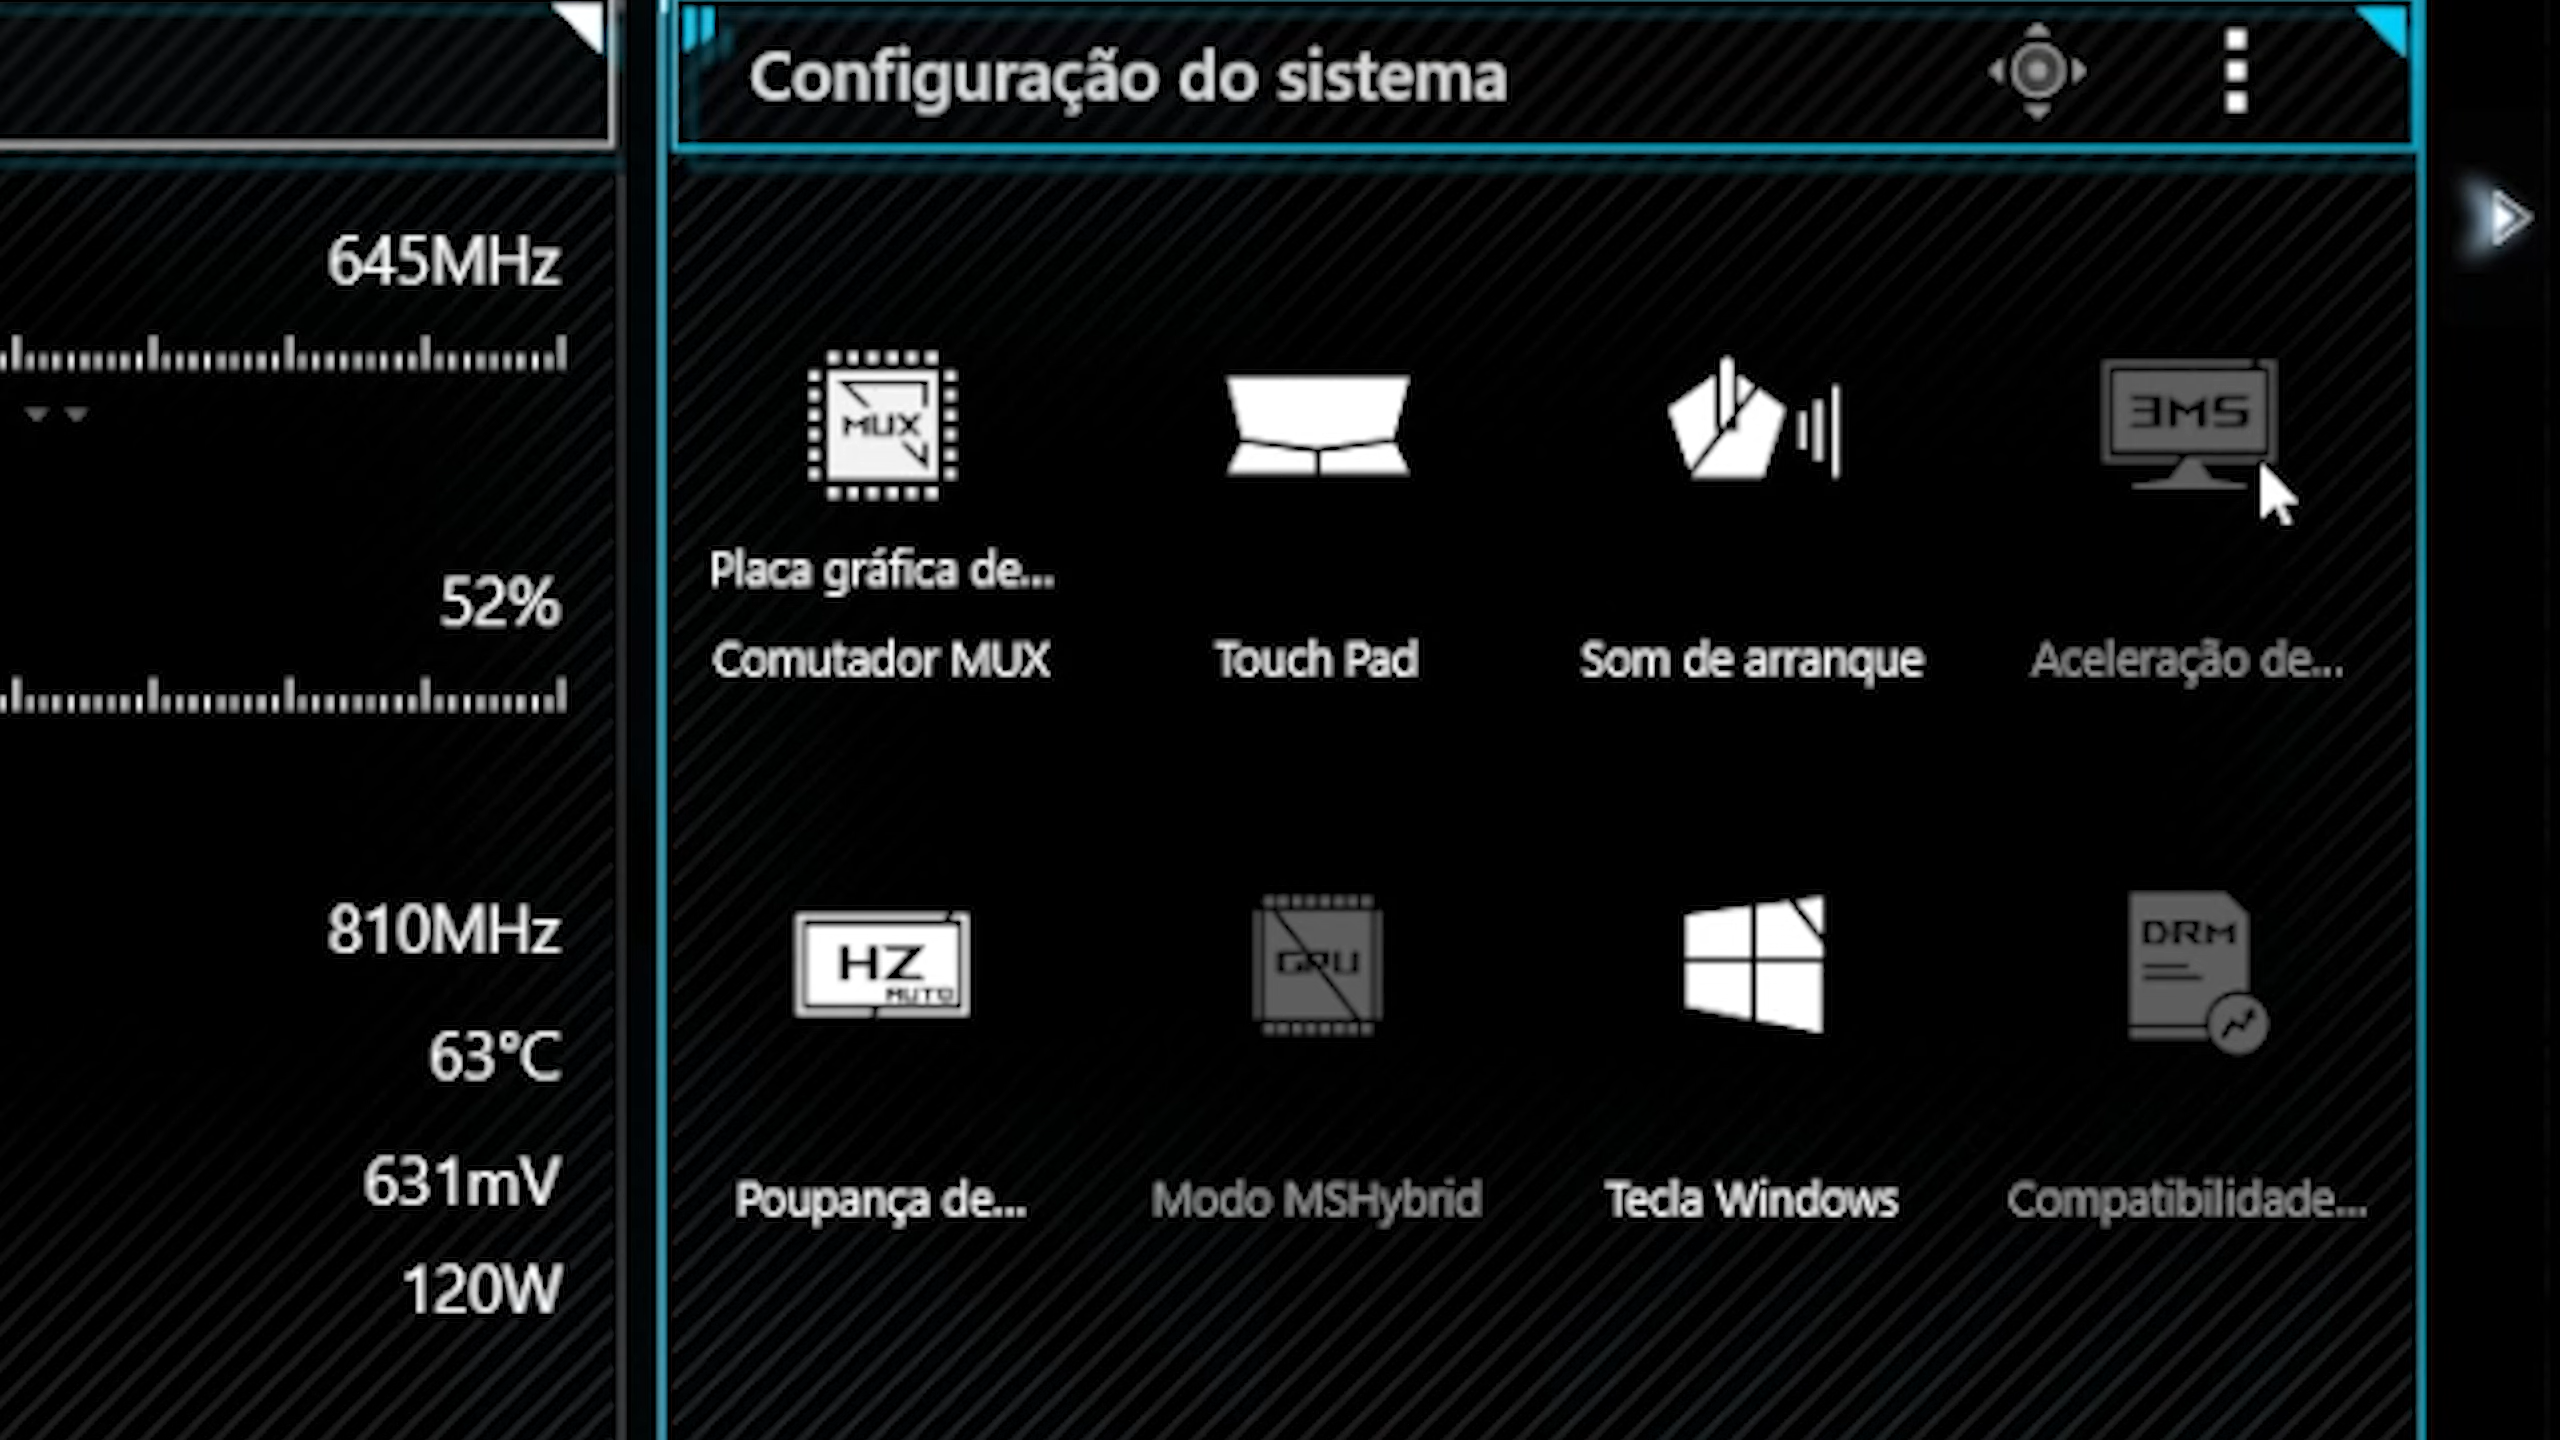 Configuração do sistema
645MHz
52%
810MHz
63°C
631mV
120W
MUX
Placa gráfica de...
Comutador MUX
Touch Pad
Som de arranque
3MS
Aceleração de...
HZ
AUTO
Poupança de...
GPU
Modo MSHybrid
Tecla Windows
DRM
Compatibilidade...